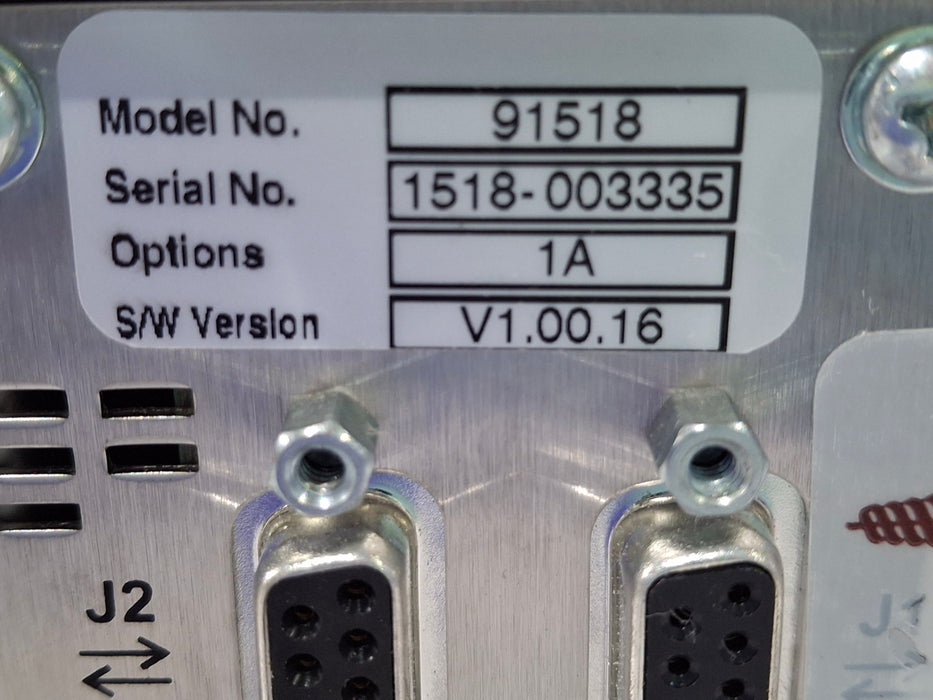 Model No. 91518
Serial No. 1518-003335
Options 1A
S/W Version V1.00.16
J2